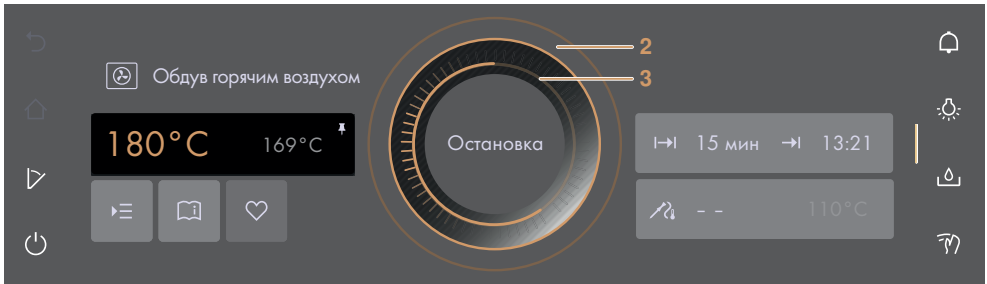 2
3
Обдув горячим воздухом
180°C
169°C
Остановка
15 мин
13:21
- -
110°C
i